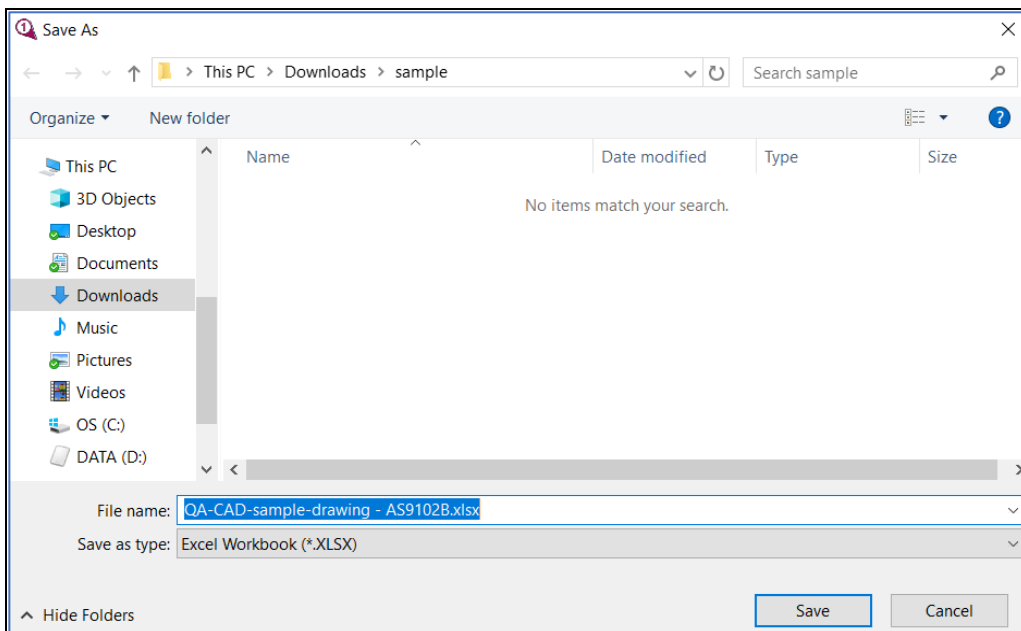 Save As
This PC > Downloads > sample
Search sample
Organize
New folder
Name
Date modified
Type
Size
No items match your search.
This PC
3D Objects
Desktop
Documents
Downloads
Music
Pictures
Videos
OS (C:)
DATA (D:)
File name: QA-CAD-sample-drawing - AS9102B.xlsx
Save as type: Excel Workbook (*.XLSX)
Hide Folders
Save
Cancel